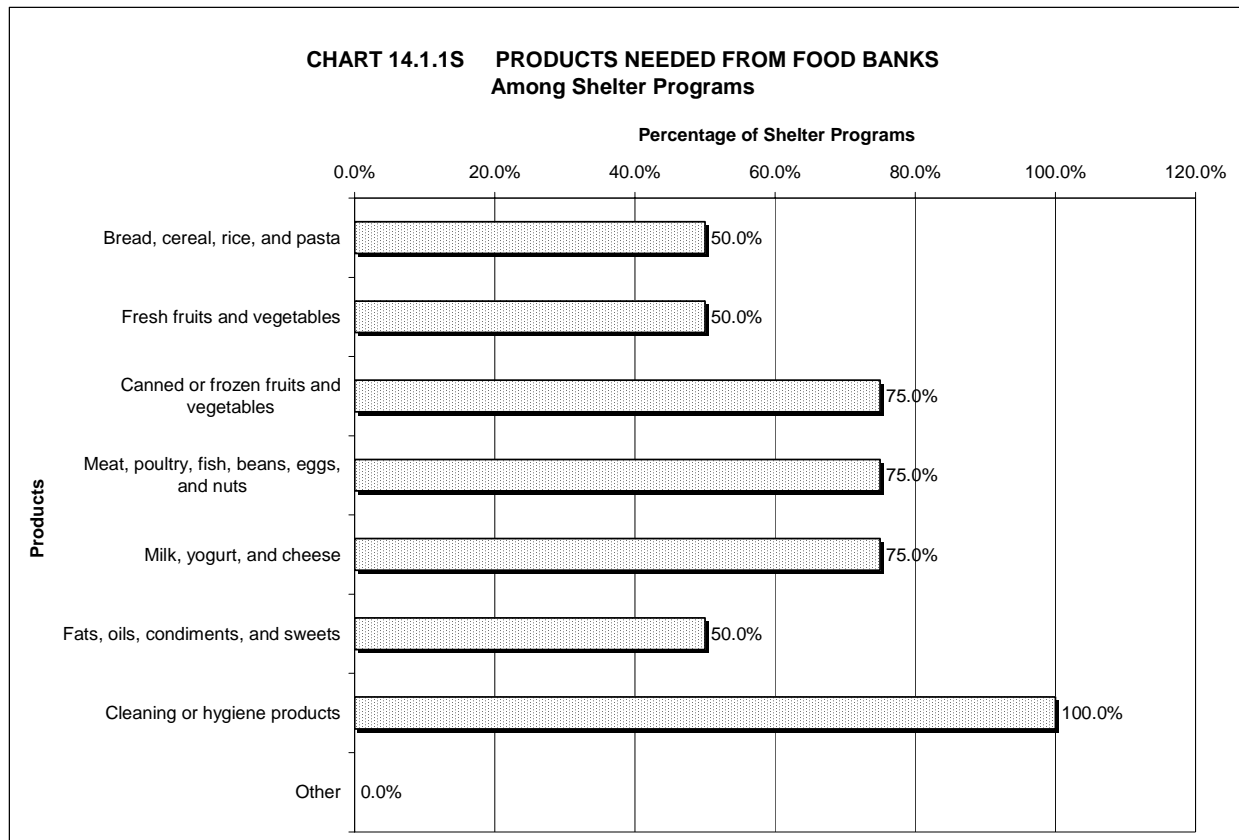 CHART 14.1.1S PRODUCTS NEEDED FROM FOOD BANKS
Among Shelter Programs
Percentage of Shelter Programs
0.0% 20.0% 40.0% 60.0% 80.0% 100.0% 120.0%
Products
Bread, cereal, rice, and pasta 50.0%
Fresh fruits and vegetables 50.0%
Canned or frozen fruits and
vegetables 75.0%
Meat, poultry, fish, beans, eggs,
and nuts 75.0%
Milk, yogurt, and cheese 75.0%
Fats, oils, condiments, and sweets 50.0%
Cleaning or hygiene products 100.0%
Other 0.0%